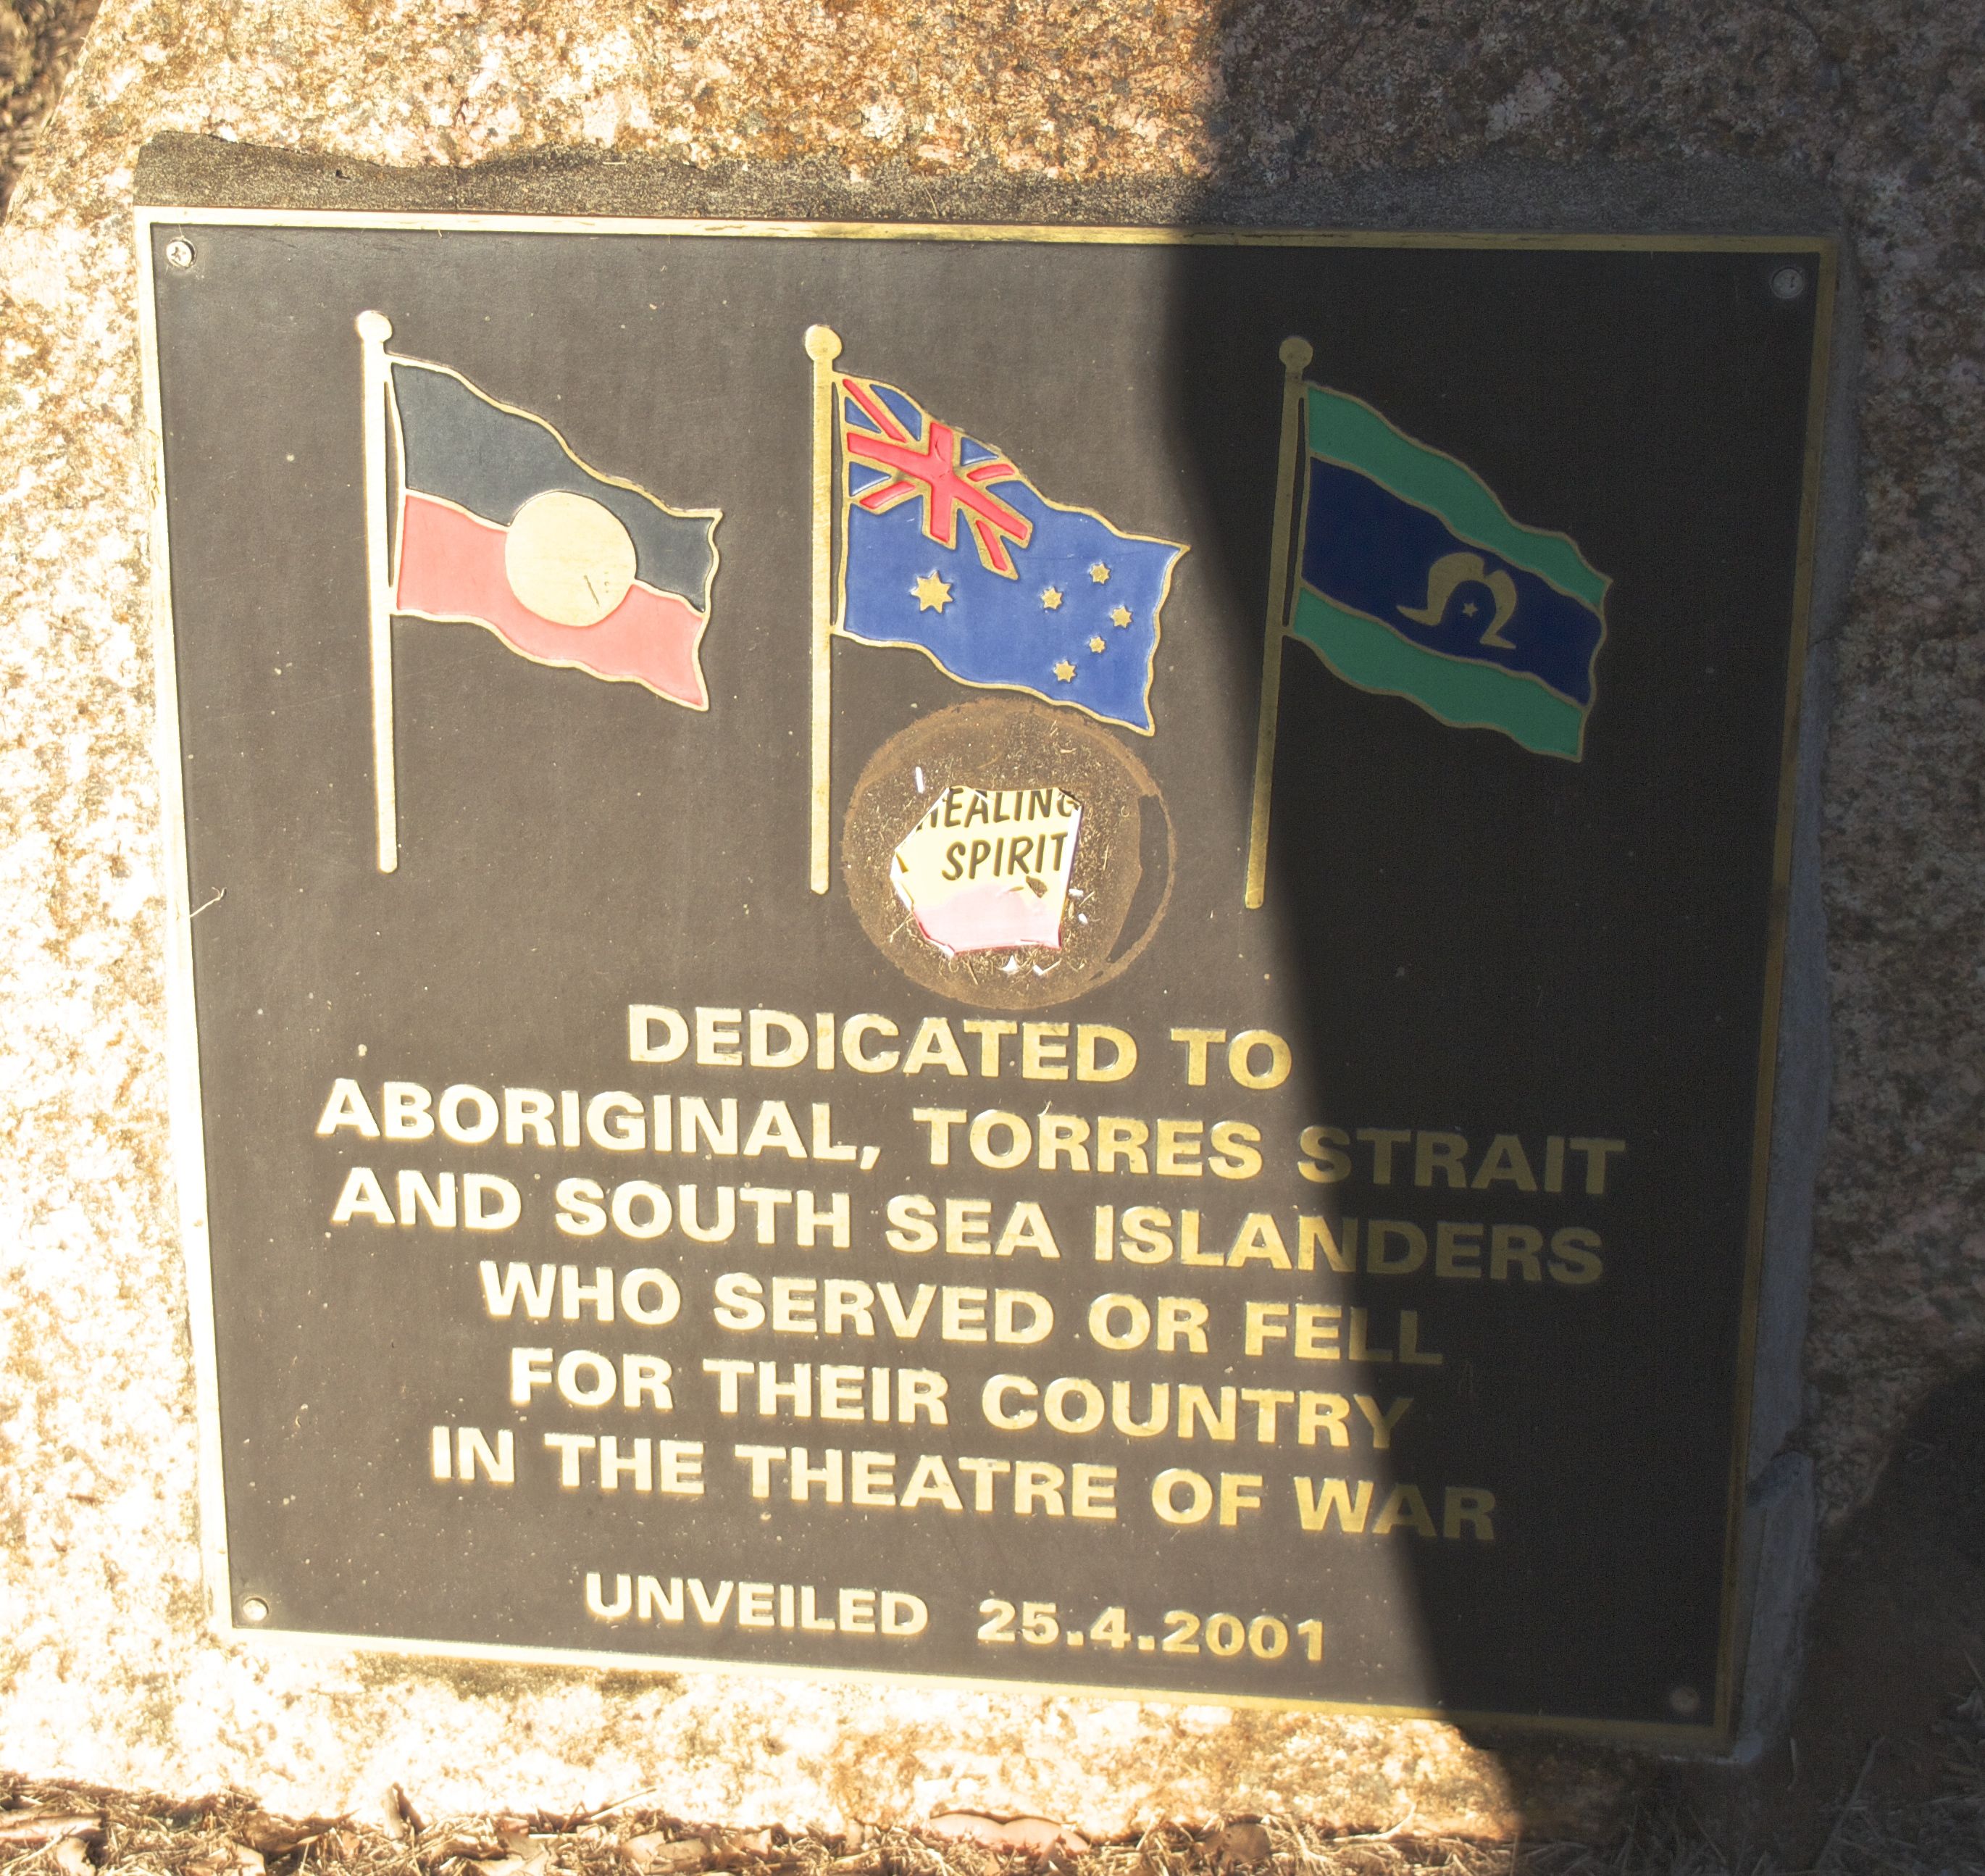 HEALING
SPIRIT
DEDICATED TO
ABORIGINAL, TORRES STRAIT
AND SOUTH SEA ISLANDERS
WHO SERVED OR FELL
FOR THEIR COUNTRY
IN THE THEATRE OF WAR
UNVEILED 25.4.2001